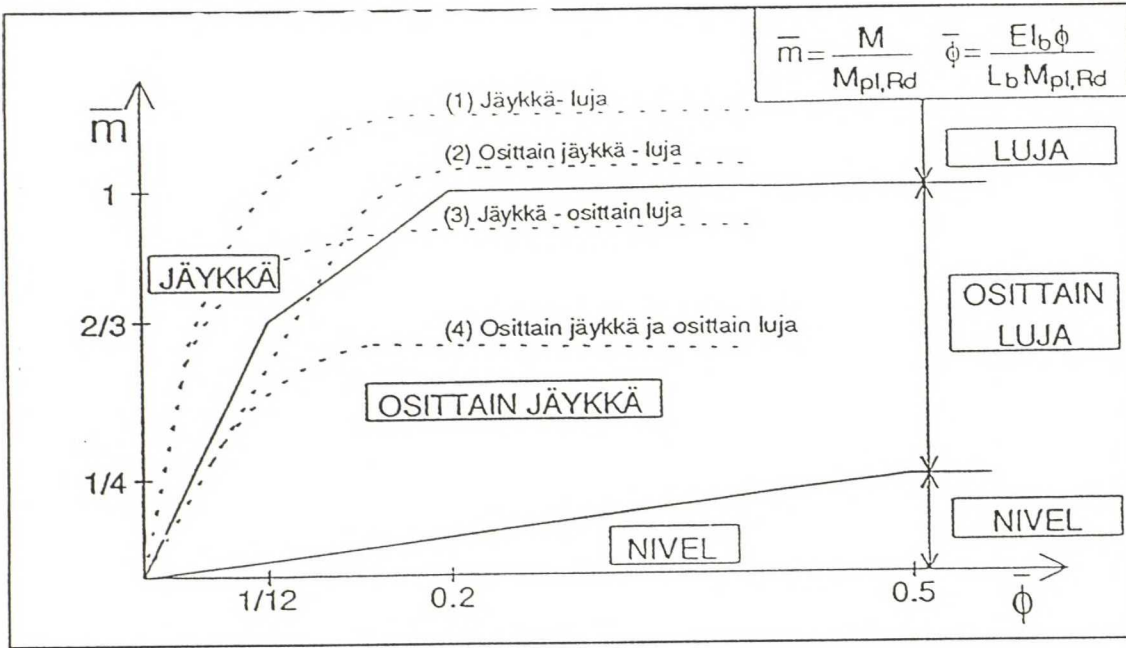 m̅ = M / M_pl,Rd   ϕ̅ = EI_b ϕ / L_b M_pl,Rd
m̅
(1) Jäykkä- luja
LUJA
(2) Osittain jäykkä - luja
1
(3) Jäykkä - osittain luja
JÄYKKÄ
OSITTAIN
LUJA
2/3
(4) Osittain jäykkä ja osittain luja
OSITTAIN JÄYKKÄ
1/4
NIVEL
NIVEL
1/12
0.2
0.5
ϕ̅